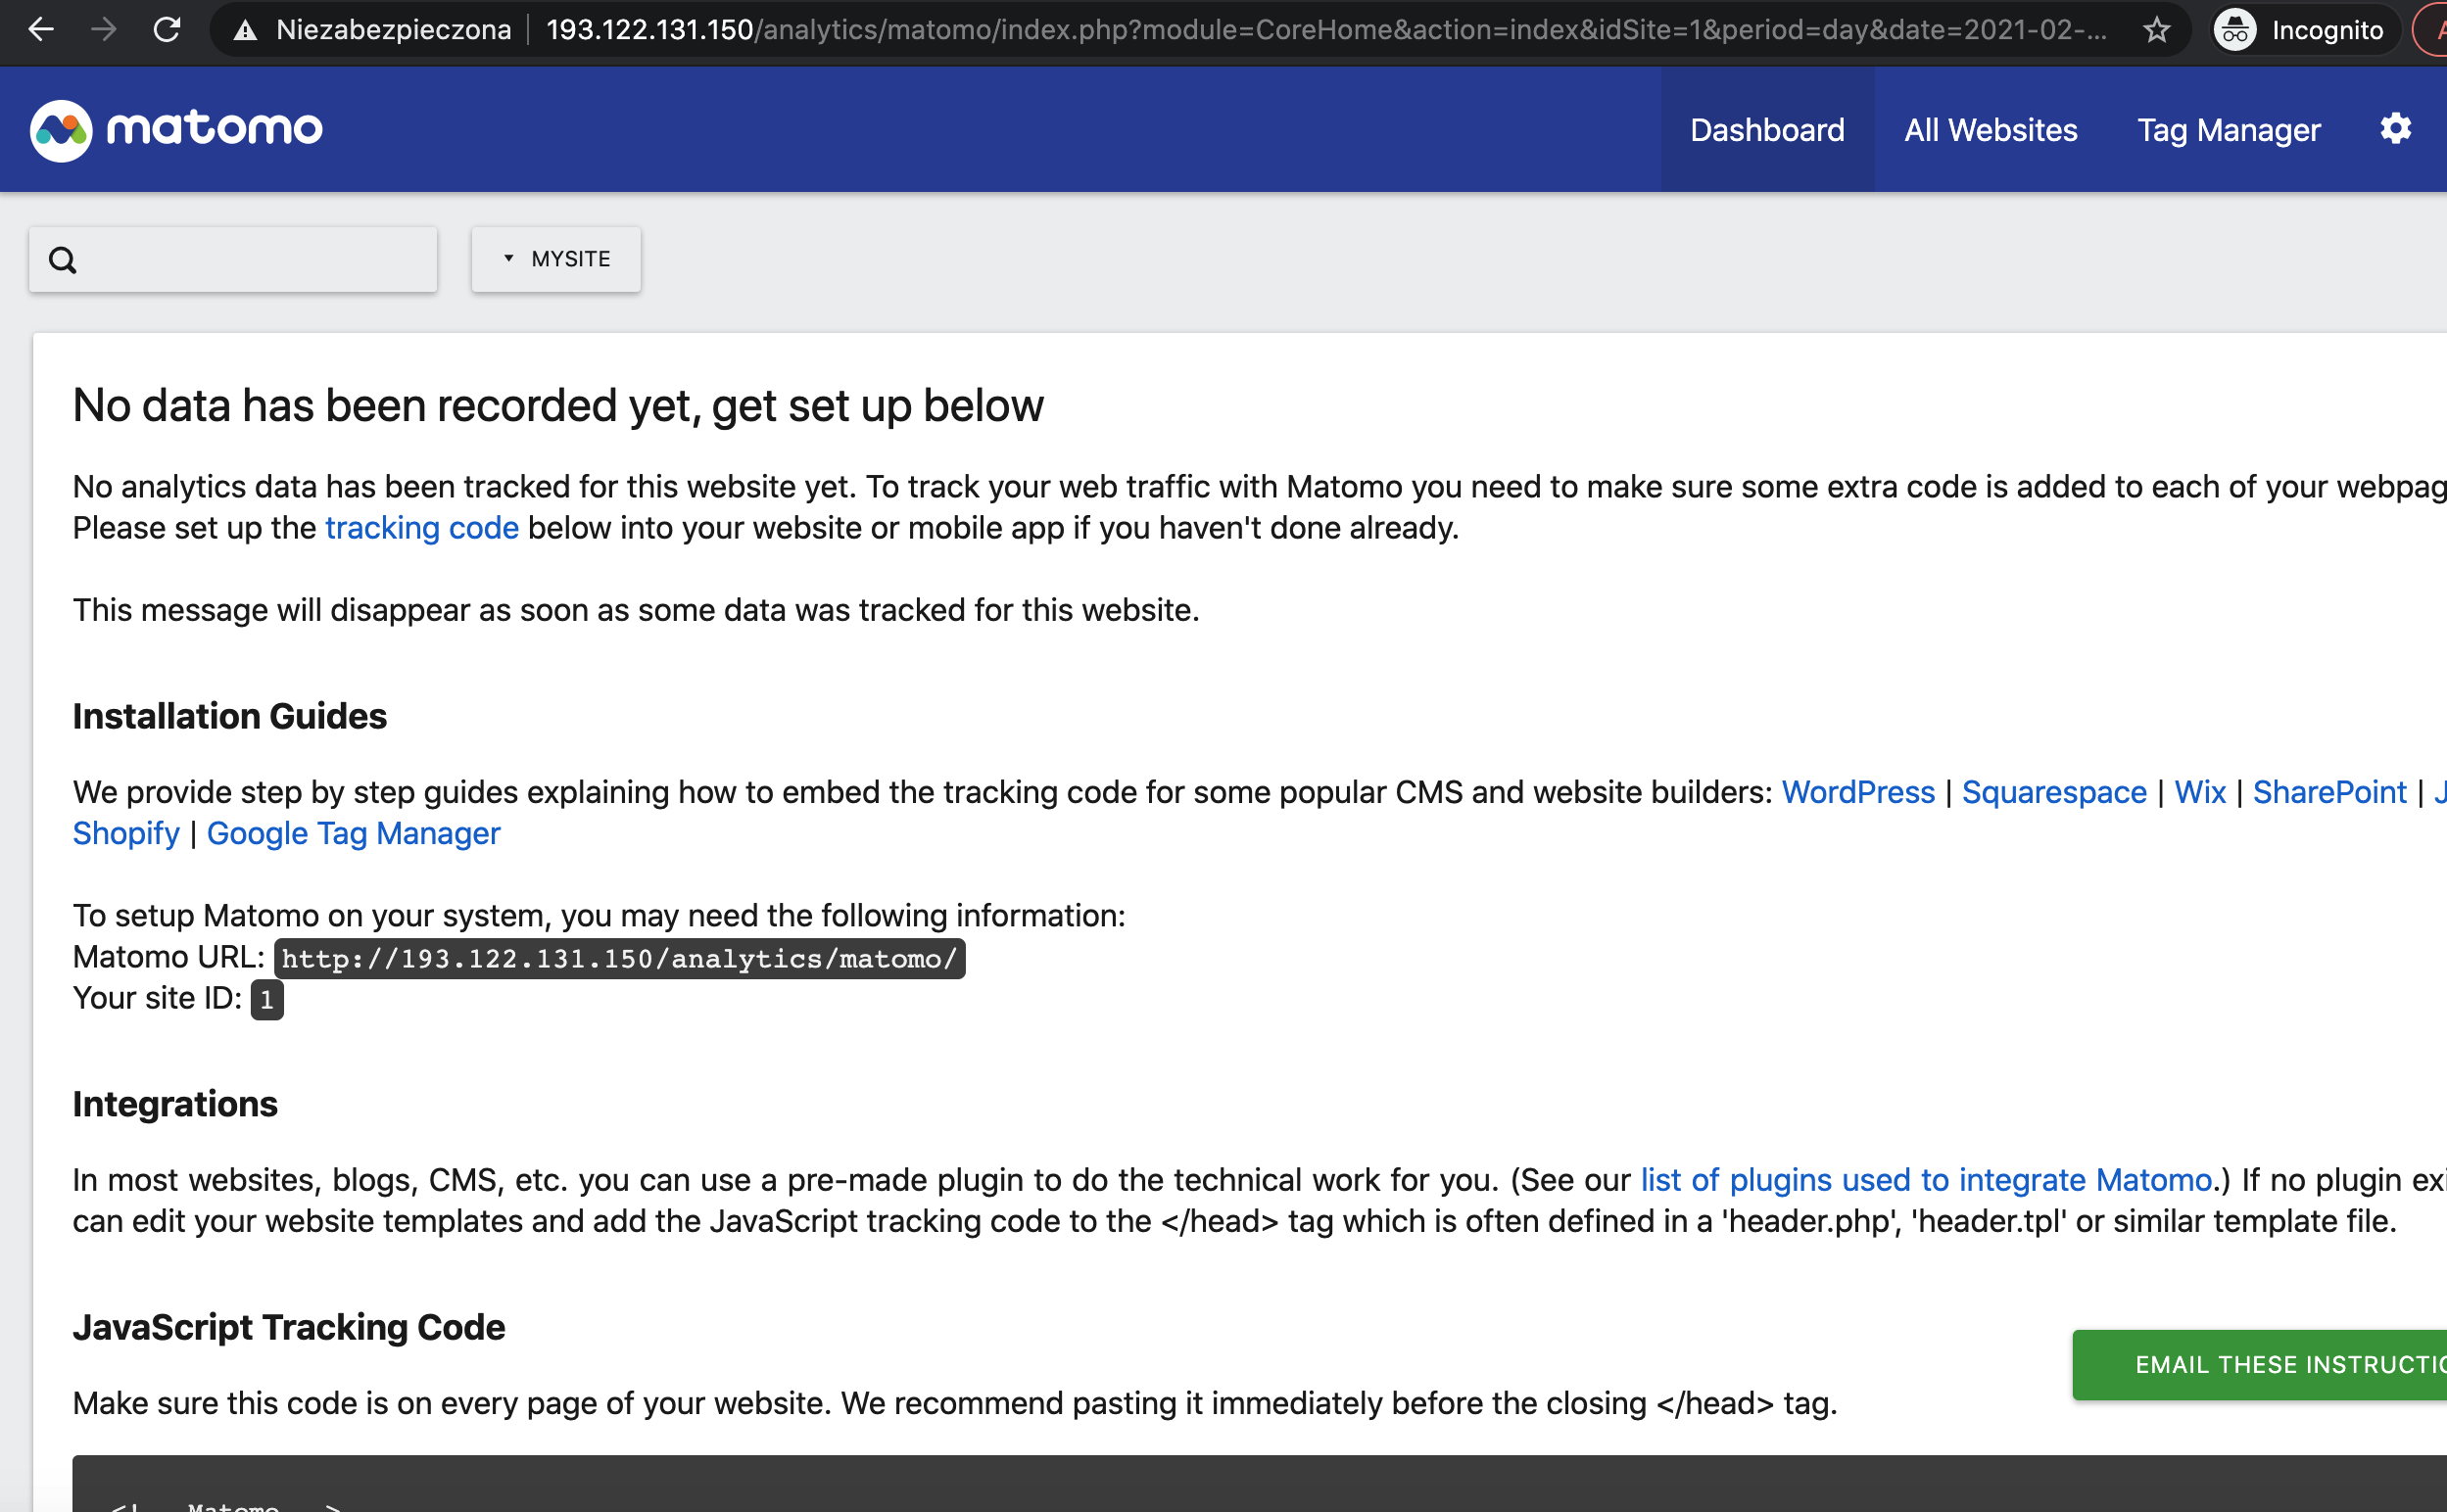 Niezabezpieczona 193.122.131.150/analytics/matomo/index.php?module=CoreHome&action=index&idSite=1&period=day&date=2021-02-... Incognito
matomo Dashboard All Websites Tag Manager
MYSITE
No data has been recorded yet, get set up below
No analytics data has been tracked for this website yet. To track your web traffic with Matomo you need to make sure some extra code is added to each of your webpag
Please set up the tracking code below into your website or mobile app if you haven't done already.
This message will disappear as soon as some data was tracked for this website.
Installation Guides
We provide step by step guides explaining how to embed the tracking code for some popular CMS and website builders: WordPress | Squarespace | Wix | SharePoint | J
Shopify | Google Tag Manager
To setup Matomo on your system, you may need the following information:
Matomo URL: http://193.122.131.150/analytics/matomo/
Your site ID: 1
Integrations
In most websites, blogs, CMS, etc. you can use a pre-made plugin to do the technical work for you. (See our list of plugins used to integrate Matomo.) If no plugin exi
can edit your website templates and add the JavaScript tracking code to the </head> tag which is often defined in a 'header.php', 'header.tpl' or similar template file.
JavaScript Tracking Code
EMAIL THESE INSTRUCTIO
Make sure this code is on every page of your website. We recommend pasting it immediately before the closing </head> tag.
<!-- Matomo -->